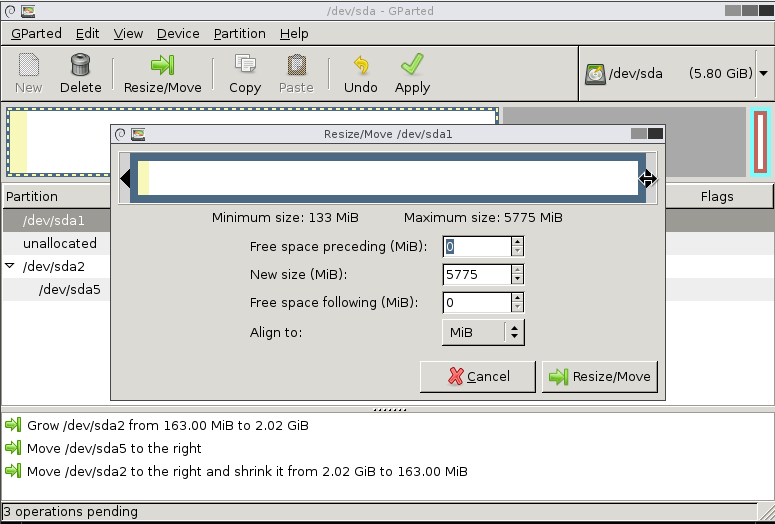 /dev/sda - GParted
GParted Edit View Device Partition Help
New Delete Resize/Move Copy Paste Undo Apply /dev/sda (5.80 GiB)
Resize/Move /dev/sda1
Minimum size: 133 MiB Maximum size: 5775 MiB
Free space preceding (MiB): 0
New size (MiB): 5775
Free space following (MiB): 0
Align to: MiB
Cancel Resize/Move
Partition Flags
/dev/sda1
unallocated
/dev/sda2
/dev/sda5
Grow /dev/sda2 from 163.00 MiB to 2.02 GiB
Move /dev/sda5 to the right
Move /dev/sda2 to the right and shrink it from 2.02 GiB to 163.00 MiB
3 operations pending